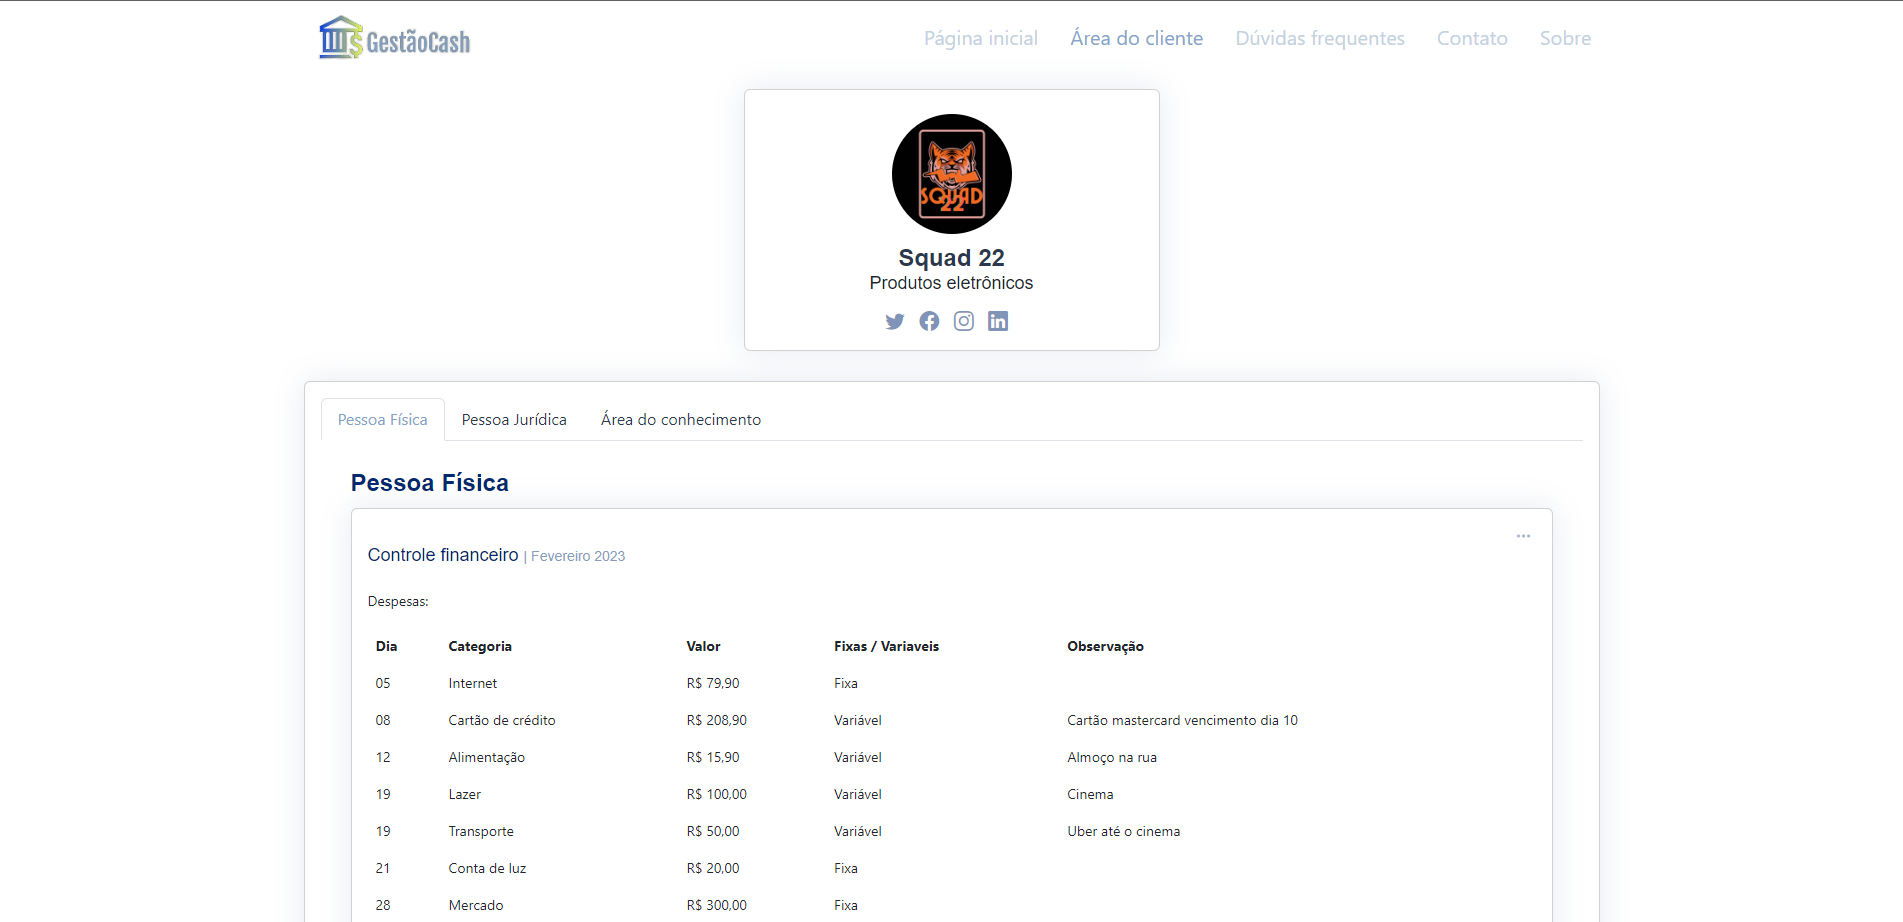 GestãoCash Página inicial Área do cliente Dúvidas frequentes Contato Sobre
SQUAD
22
Squad 22
Produtos eletrônicos
Pessoa Física Pessoa Jurídica Área do conhecimento
Pessoa Física
Controle financeiro | Fevereiro 2023
Despesas:
Dia Categoria Valor Fixas / Variaveis Observação
05 Internet R$ 79,90 Fixa
08 Cartão de crédito R$ 208,90 Variável Cartão mastercard vencimento dia 10
12 Alimentação R$ 15,90 Variável Almoço na rua
19 Lazer R$ 100,00 Variável Cinema
19 Transporte R$ 50,00 Variável Uber até o cinema
21 Conta de luz R$ 20,00 Fixa
28 Mercado R$ 300,00 Fixa